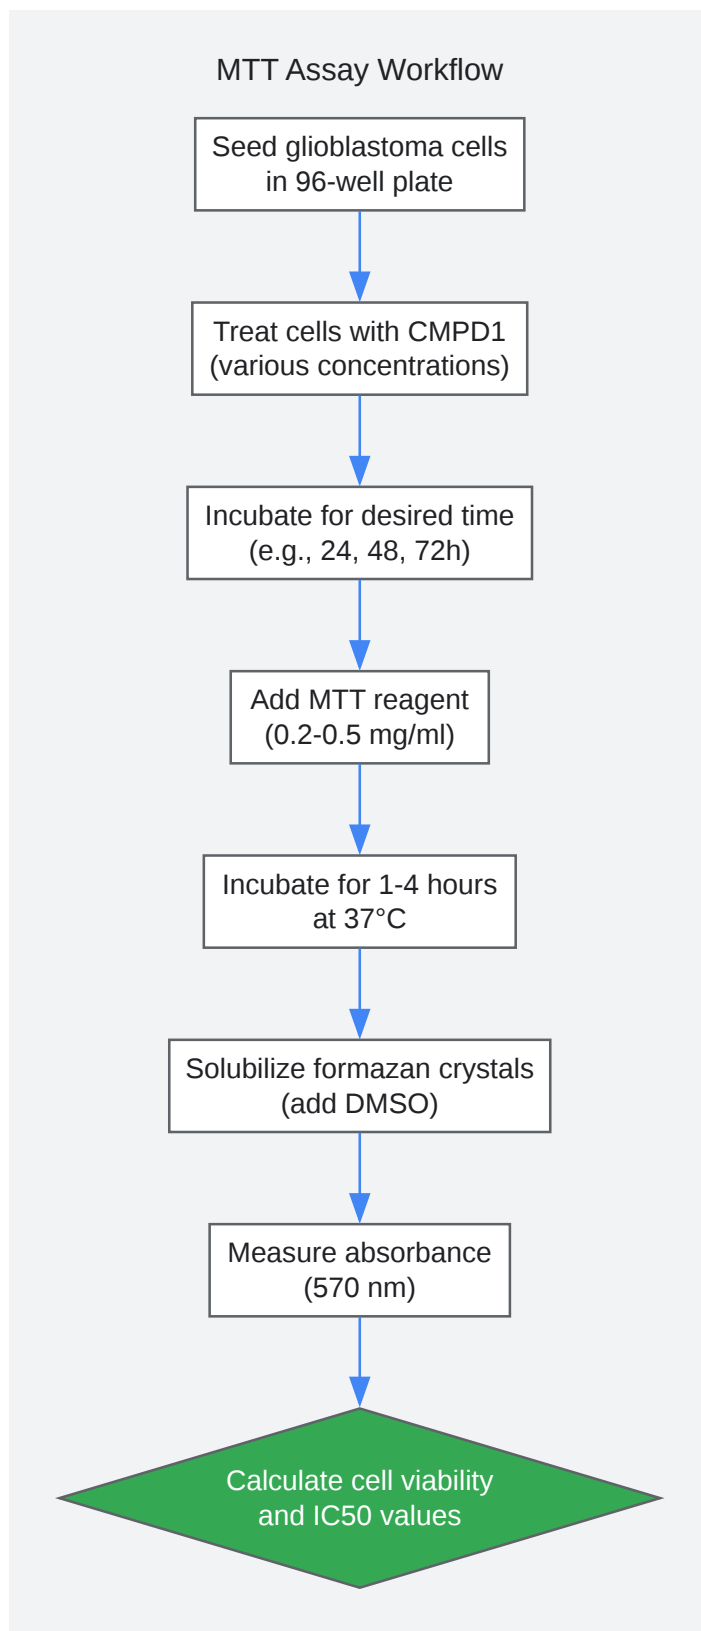 MTT Assay Workflow
Seed glioblastoma cells
in 96-well plate
Treat cells with CMPD1
(various concentrations)
Incubate for desired time
(e.g., 24, 48, 72h)
Add MTT reagent
(0.2-0.5 mg/ml)
Incubate for 1-4 hours
at 37°C
Solubilize formazan crystals
(add DMSO)
Measure absorbance
(570 nm)
Calculate cell viability
and IC50 values